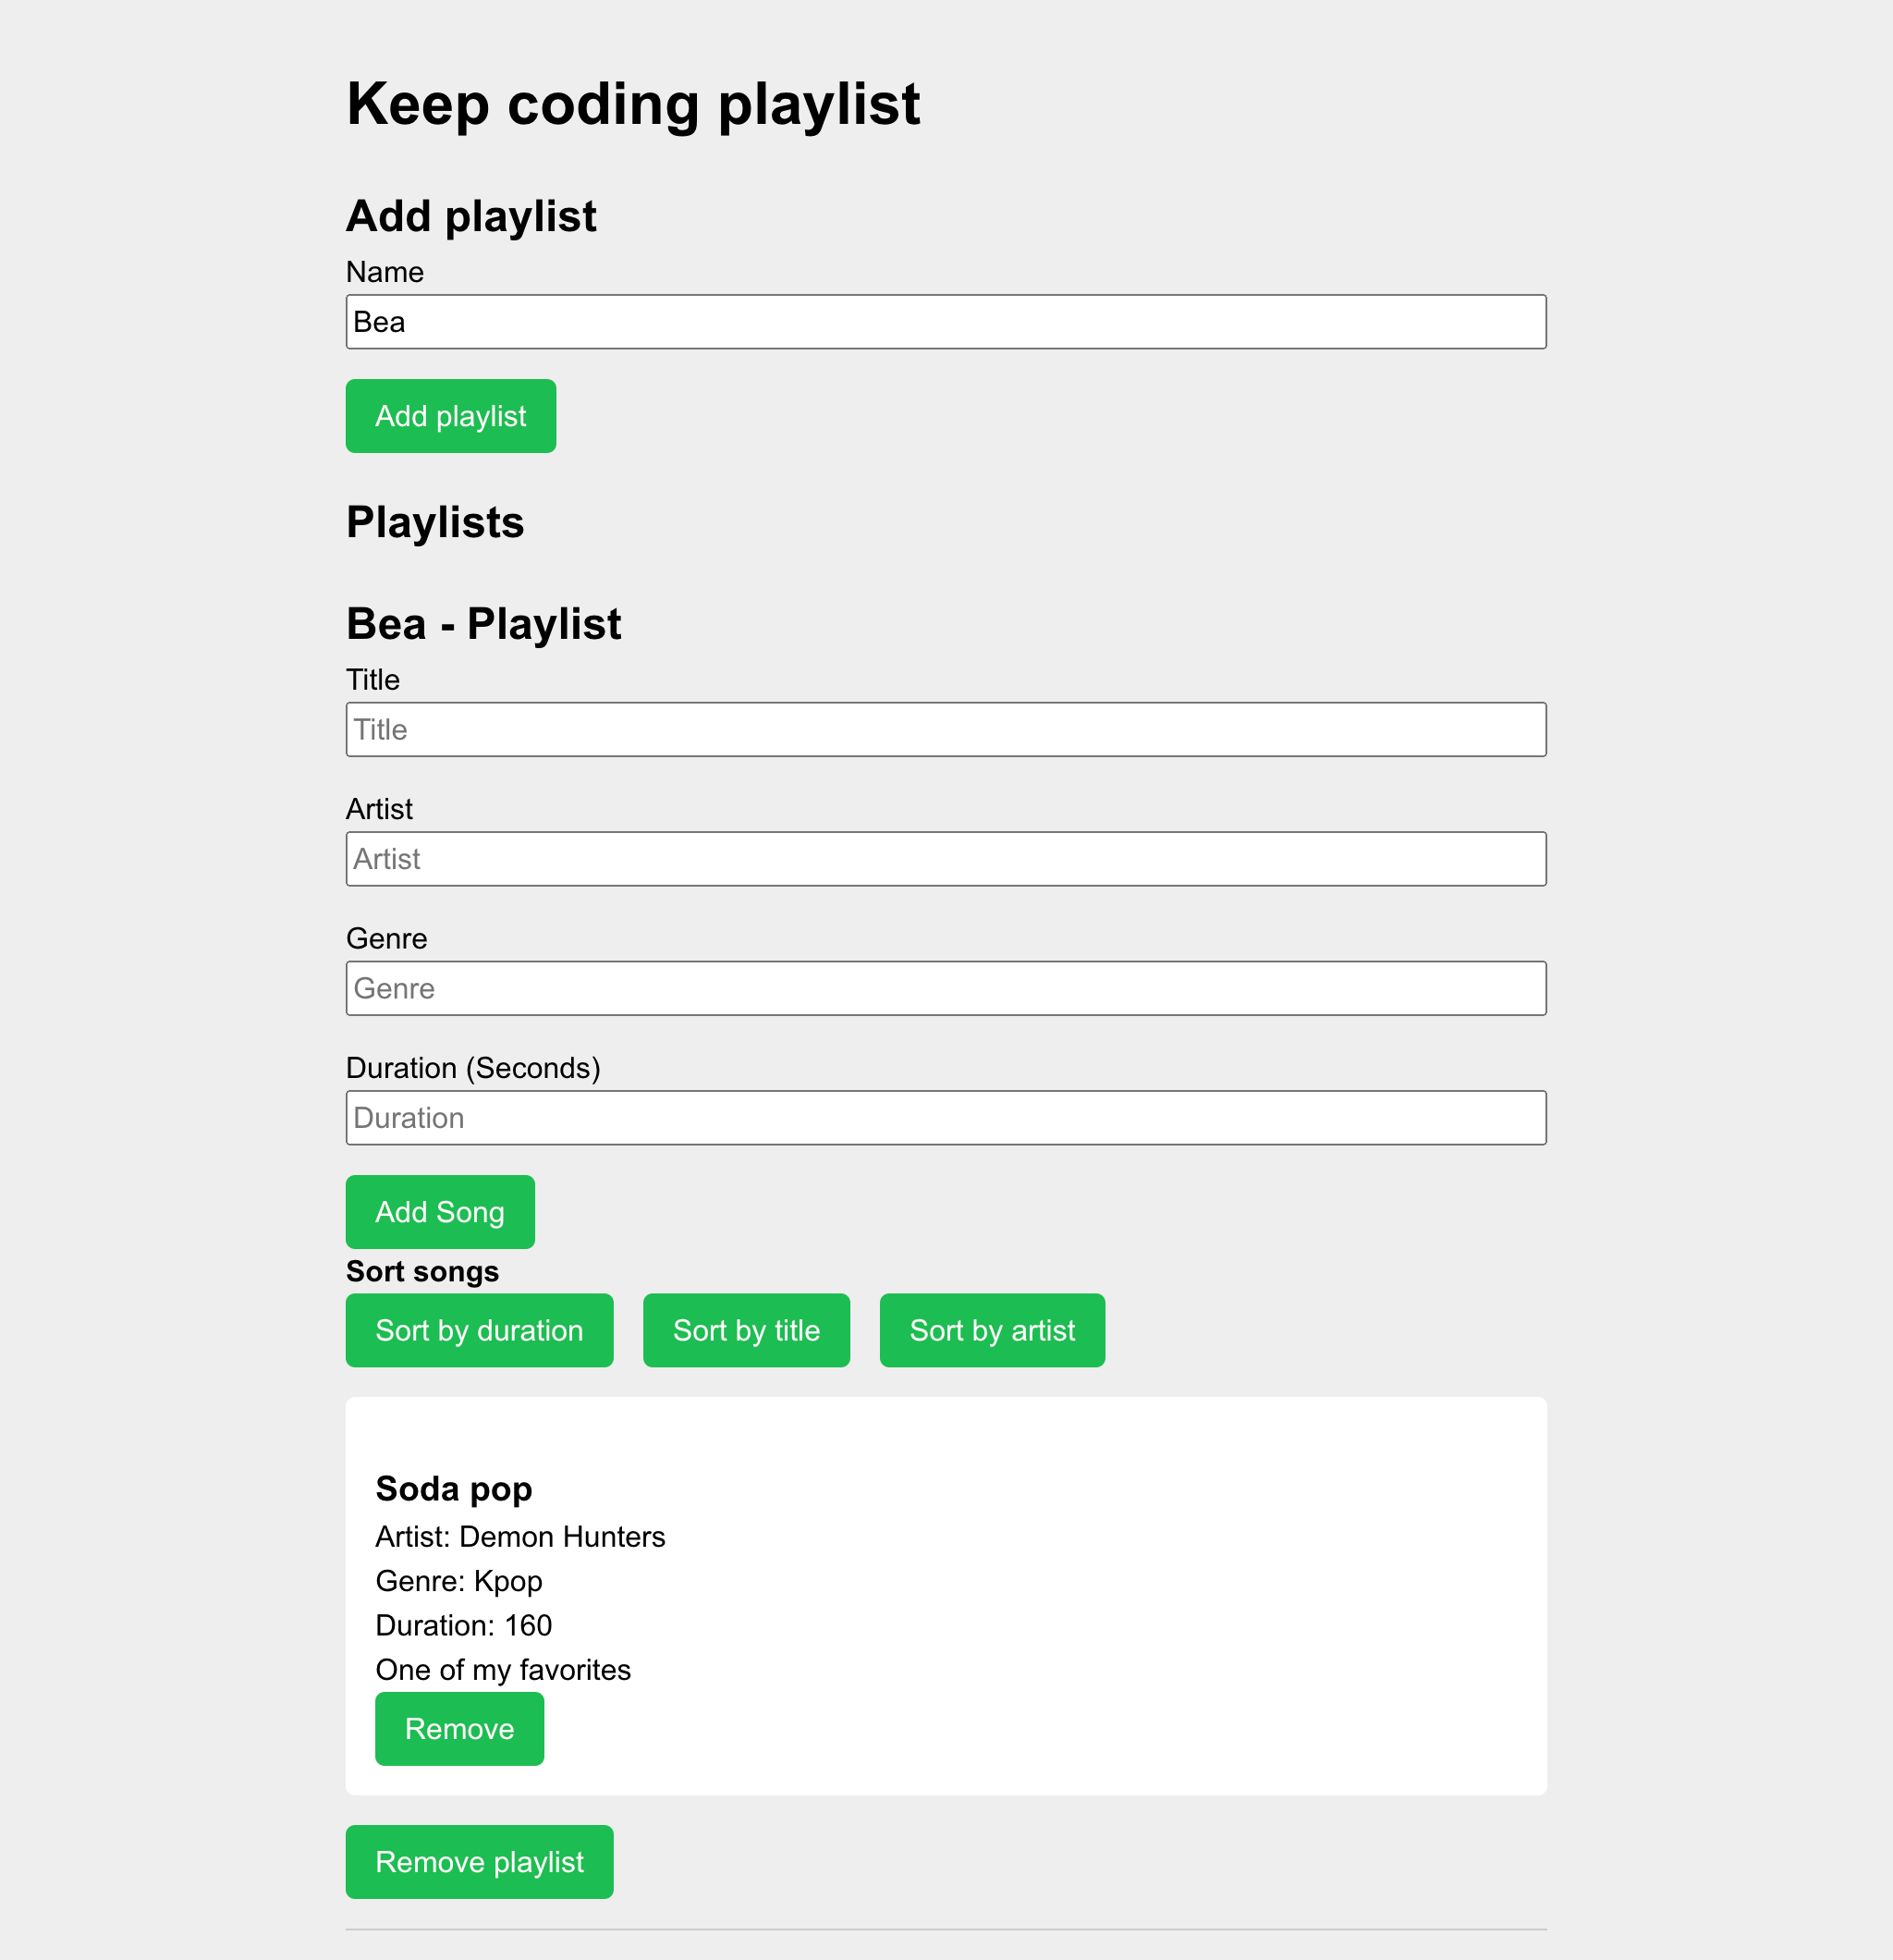 Keep coding playlist
Add playlist
Name
Bea
Add playlist
Playlists
Bea - Playlist
Title
Title
Artist
Artist
Genre
Genre
Duration (Seconds)
Duration
Add Song
Sort songs
Sort by duration Sort by title Sort by artist
Soda pop
Artist: Demon Hunters
Genre: Kpop
Duration: 160
One of my favorites
Remove
Remove playlist